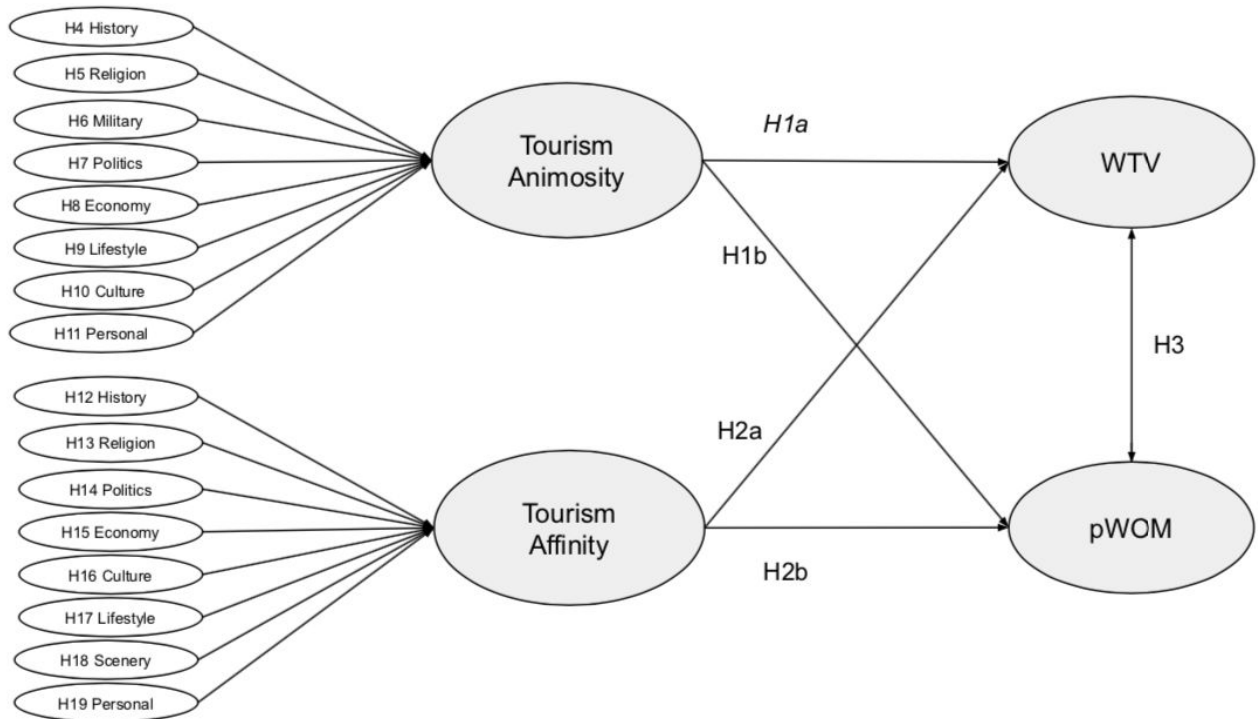 H4 History
H5 Religion
H6 Military
H7 Politics
H8 Economy
H9 Lifestyle
H10 Culture
H11 Personal
Tourism
Animosity
H1a
WTV
H1b
H3
H12 History
H13 Religion
H14 Politics
H15 Economy
H16 Culture
H17 Lifestyle
H18 Scenery
H19 Personal
Tourism
Affinity
H2a
H2b
pWOM